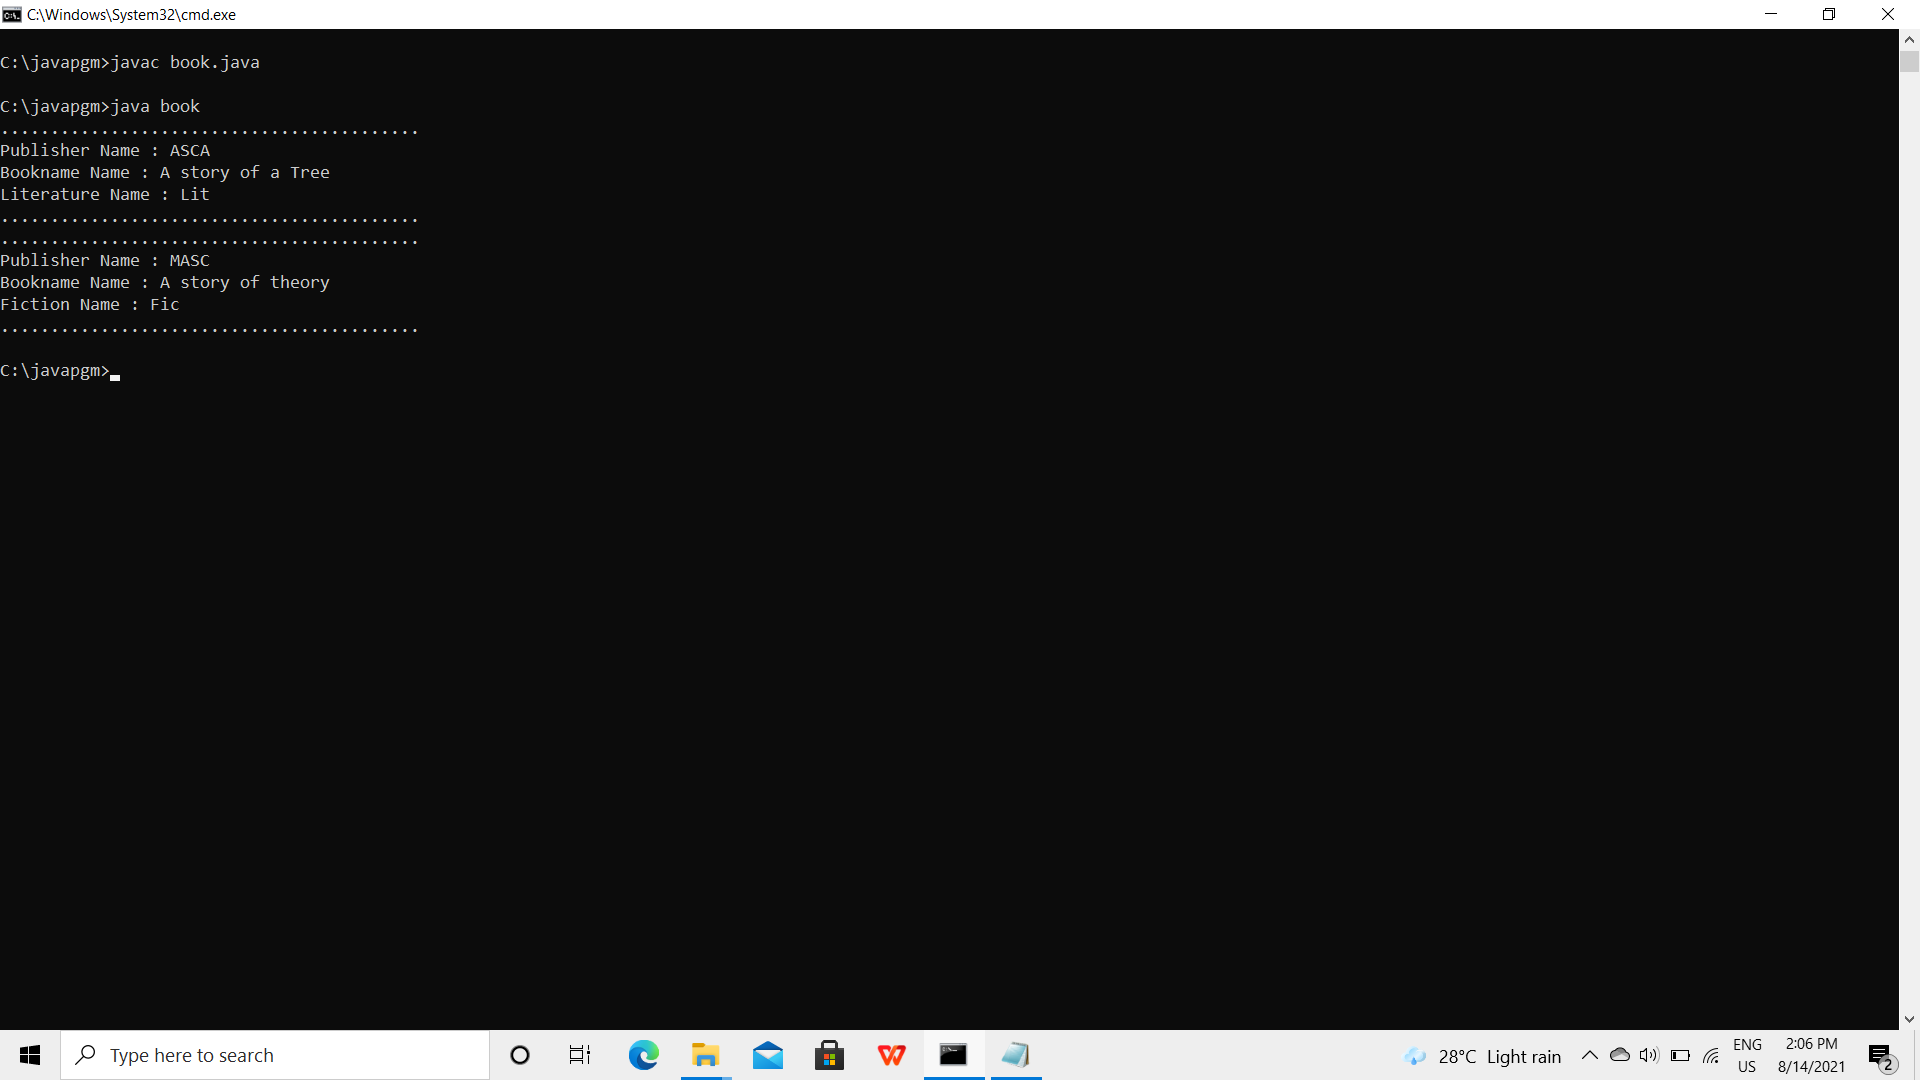 C:\Windows\System32\cmd.exe
C:\javapgm>javac book.java
C:\javapgm>java book
..........................................
Publisher Name : ASCA
Bookname Name : A story of a Tree
Literature Name : Lit
..........................................
..........................................
Publisher Name : MASC
Bookname Name : A story of theory
Fiction Name : Fic
..........................................
C:\javapgm>
Type here to search
28°C Light rain
ENG
US
2:06 PM
8/14/2021
2